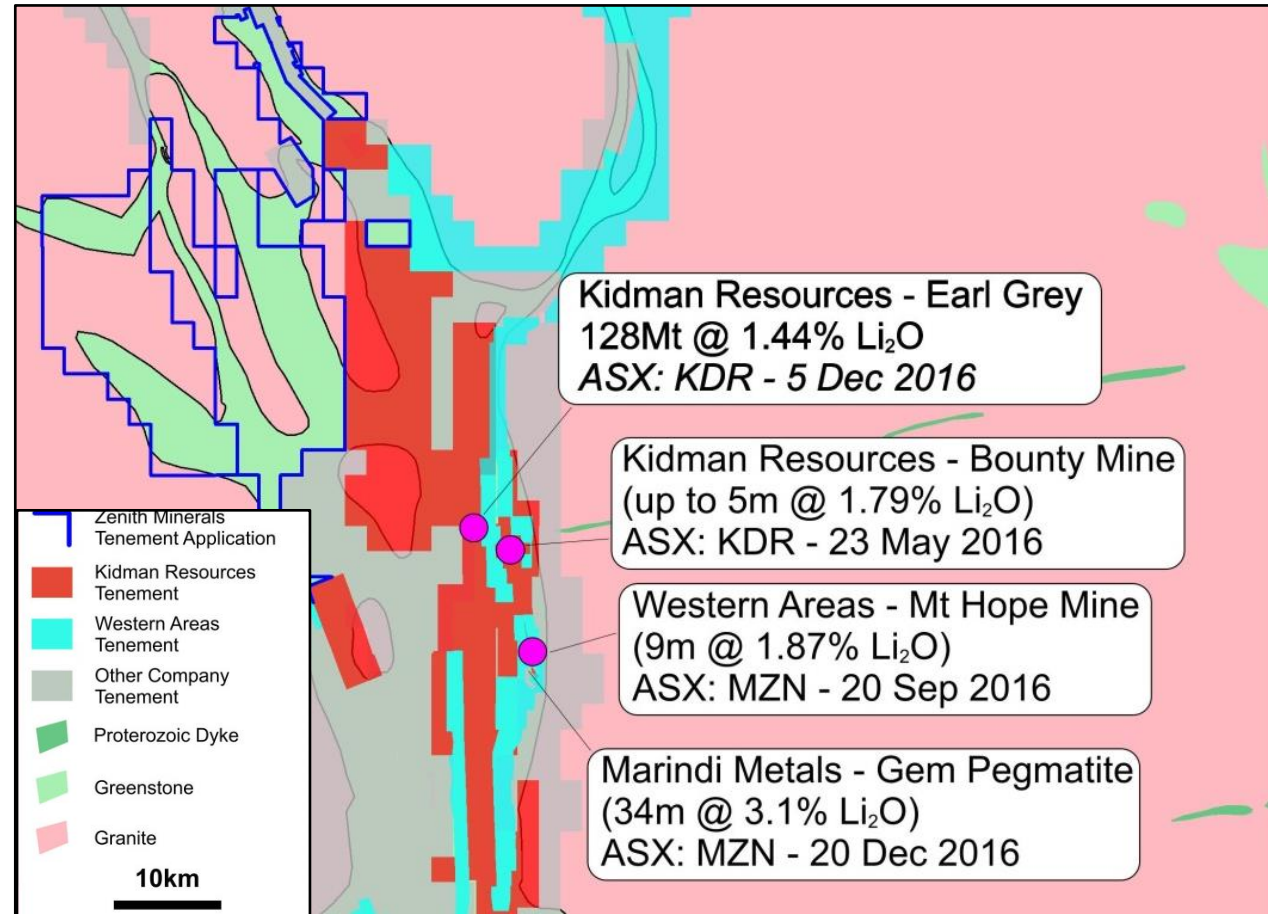 Kidman Resources - Earl Grey
128Mt @ 1.44% Li₂O
ASX: KDR - 5 Dec 2016
Kidman Resources - Bounty Mine
(up to 5m @ 1.79% Li₂O)
ASX: KDR - 23 May 2016
Western Areas - Mt Hope Mine
(9m @ 1.87% Li₂O)
ASX: MZN - 20 Sep 2016
Marindi Metals - Gem Pegmatite
(34m @ 3.1% Li₂O)
ASX: MZN - 20 Dec 2016
Zenith Minerals
Tenement Application
Kidman Resources
Tenement
Western Areas
Tenement
Other Company
Tenement
Proterozoic Dyke
Greenstone
Granite
10km